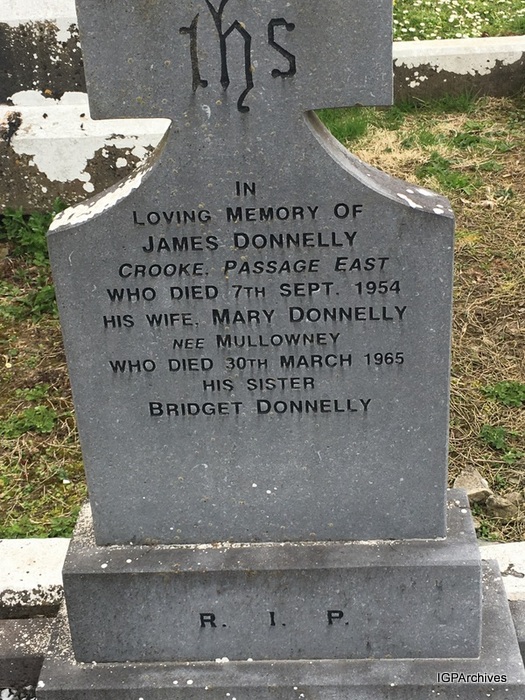 IHS
IN
LOVING MEMORY OF
JAMES DONNELLY
CROOKE, PASSAGE EAST
WHO DIED 7TH SEPT. 1954
HIS WIFE, MARY DONNELLY
NEE MULLOWNEY
WHO DIED 30TH MARCH 1965
HIS SISTER
BRIDGET DONNELLY
R. I. P.
IGPArchives